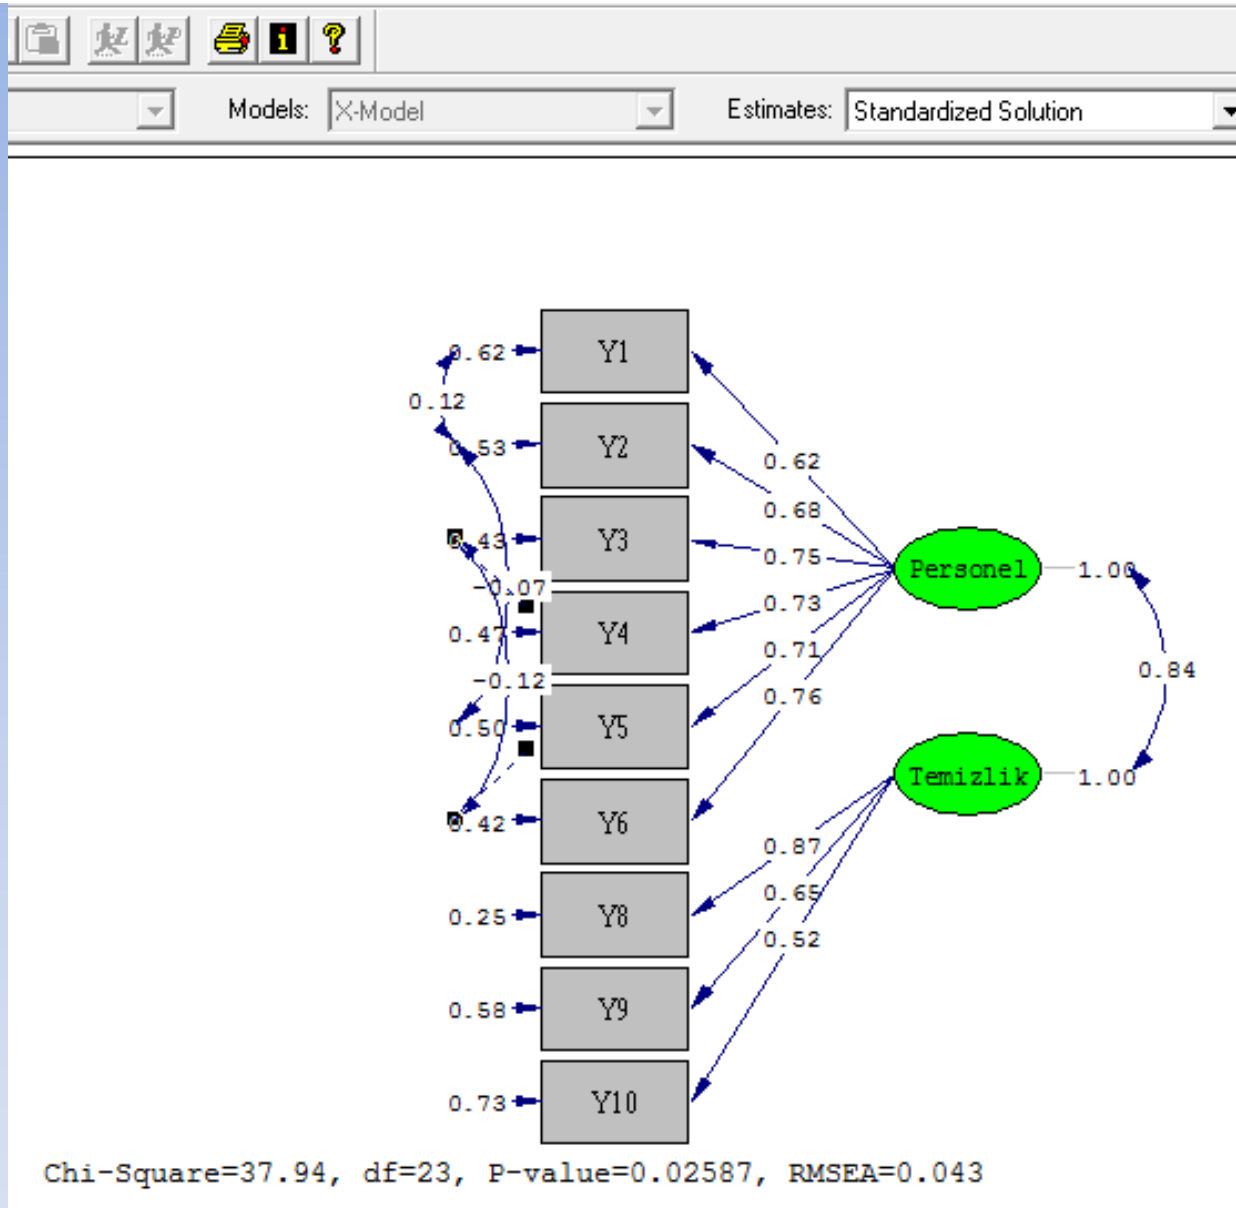 Models: X-Model Estimates: Standardized Solution
0.62 Y1
0.12
0.53 Y2
0.62
0.68
0.43 Y3
0.75
Personel 1.00
-0.07
0.73
0.47 Y4
0.71
0.84
-0.12
0.76
0.50 Y5
Temizlik 1.00
0.42 Y6
0.87
0.65
0.25 Y8
0.52
0.58 Y9
0.73 Y10
Chi-Square=37.94, df=23, P-value=0.02587, RMSEA=0.043